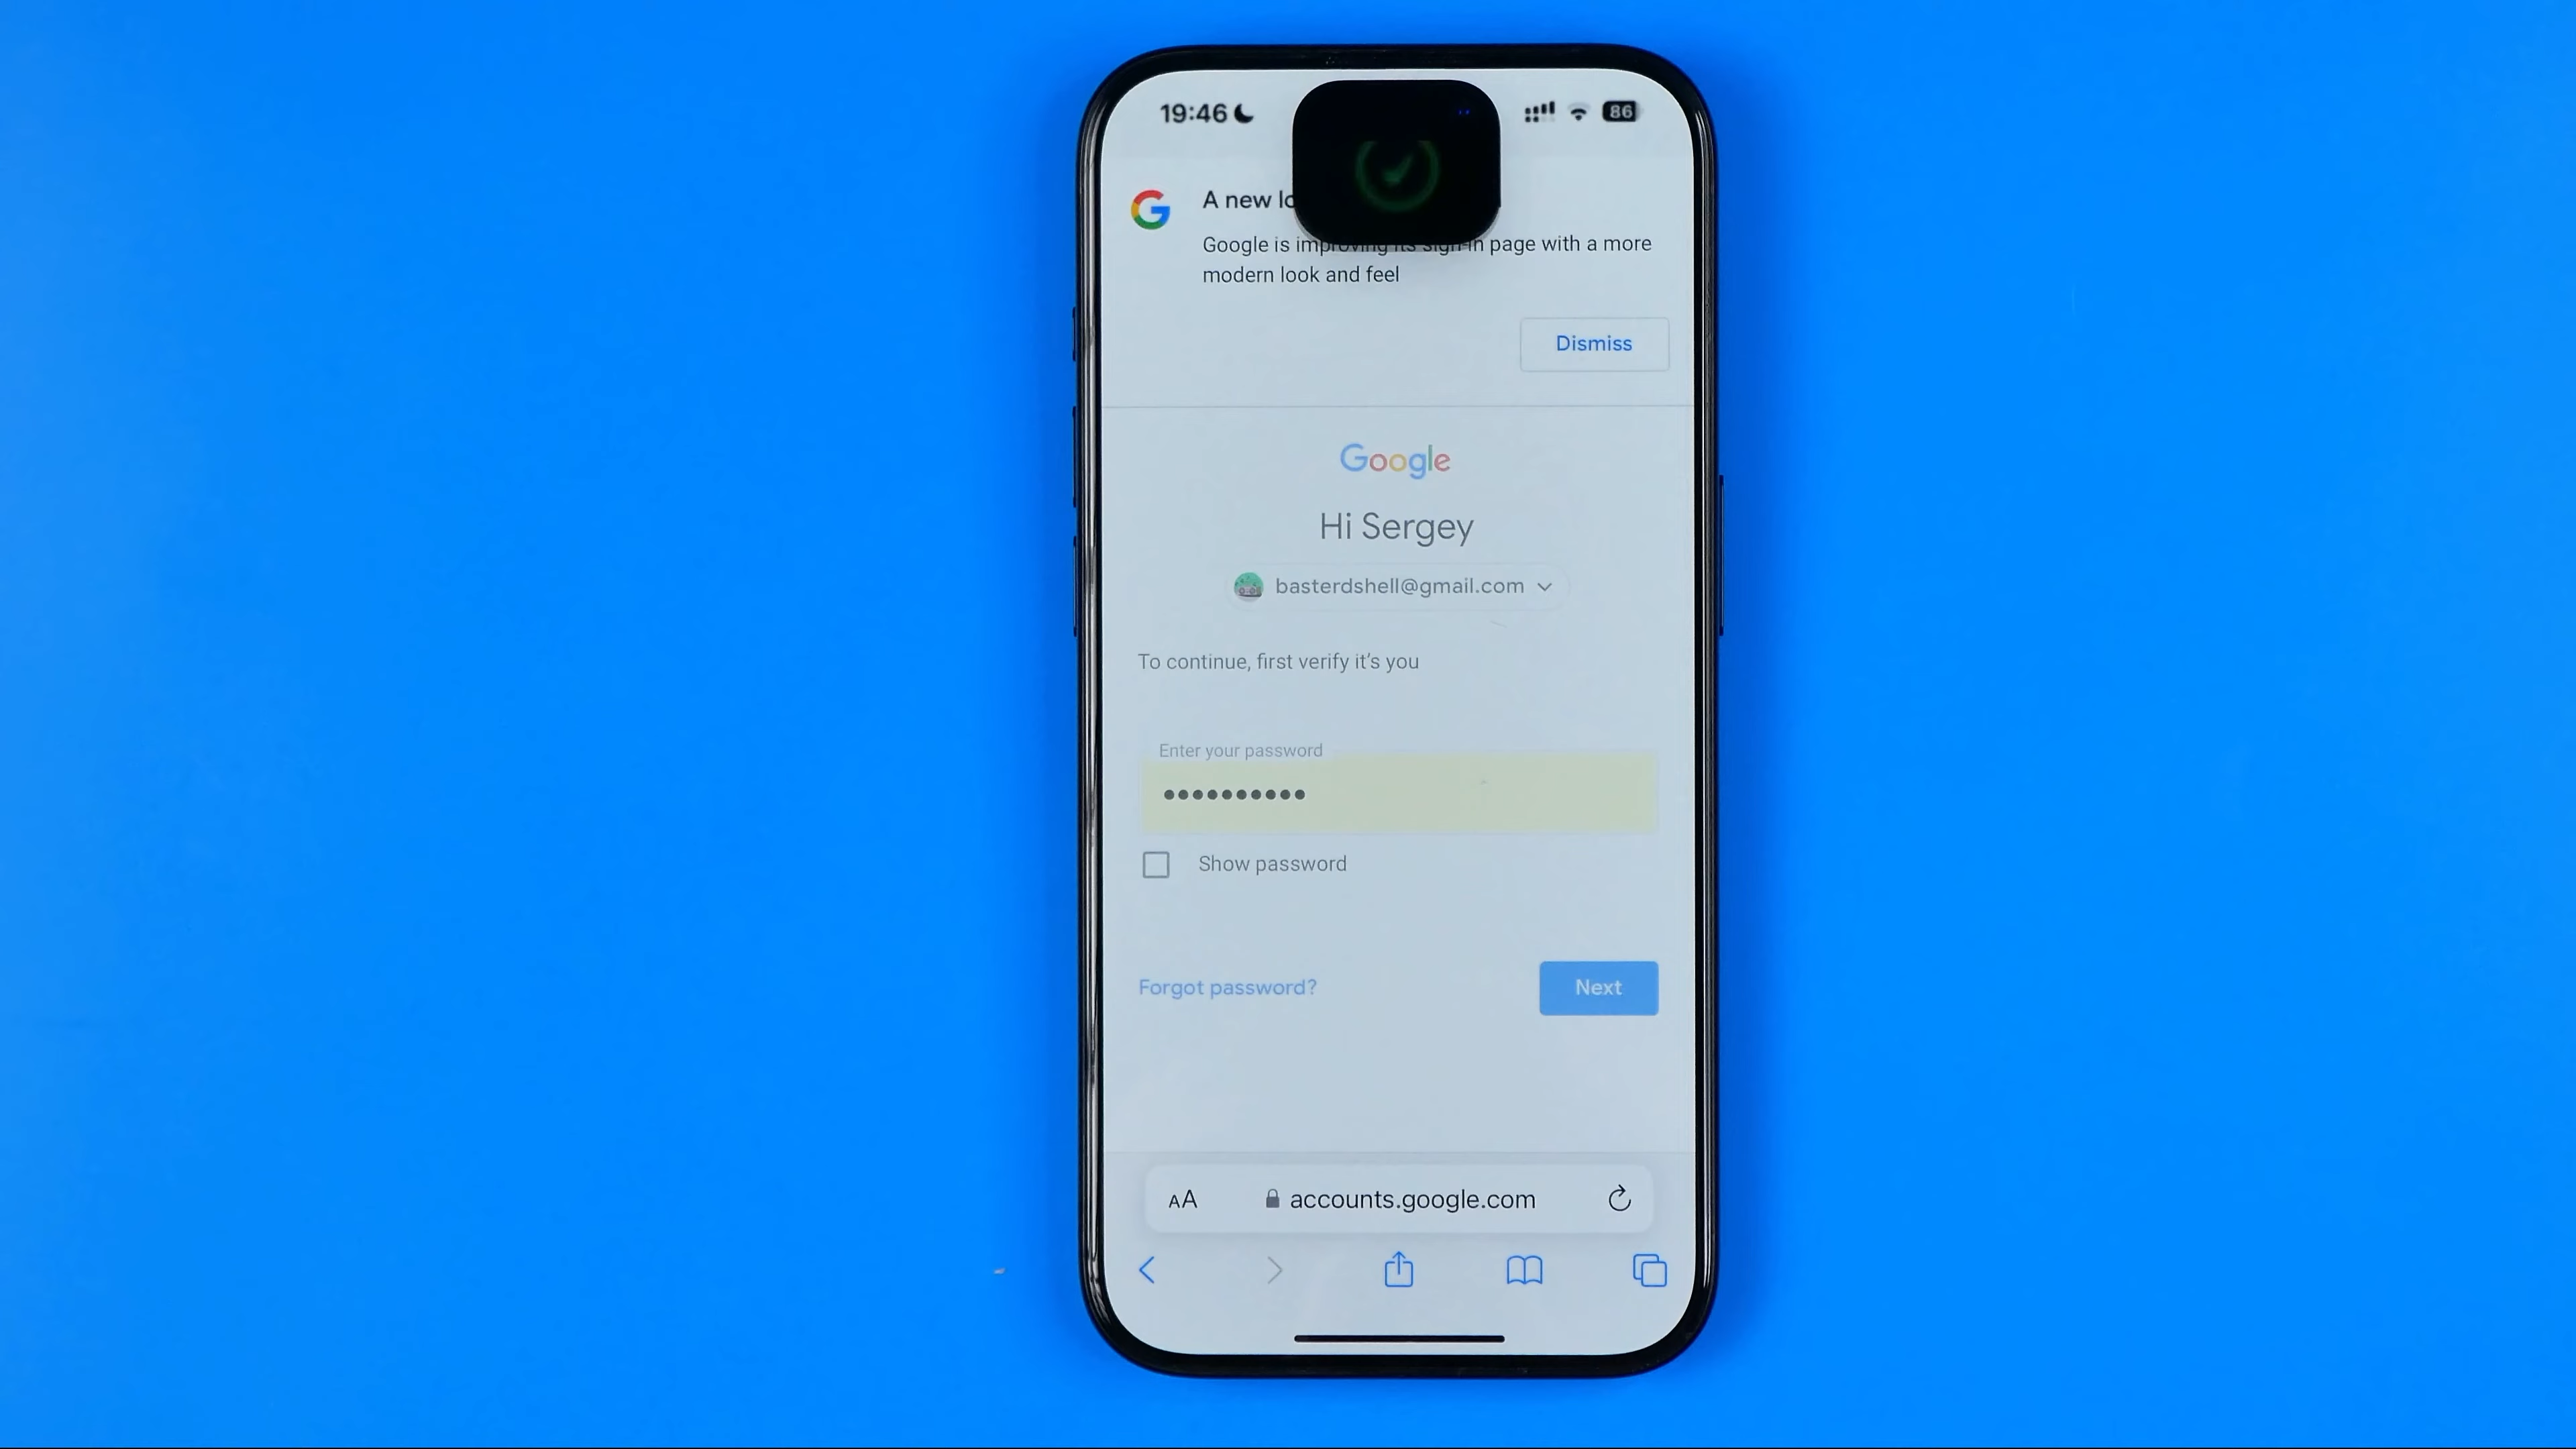 19:46
86
A new lo
Google is improving its sign-in page with a more
modern look and feel
Dismiss
Google
Hi Sergey
basterdshell@gmail.com
To continue, first verify it's you
Enter your password
••••••••••
Show password
Forgot password?
Next
AA
accounts.google.com